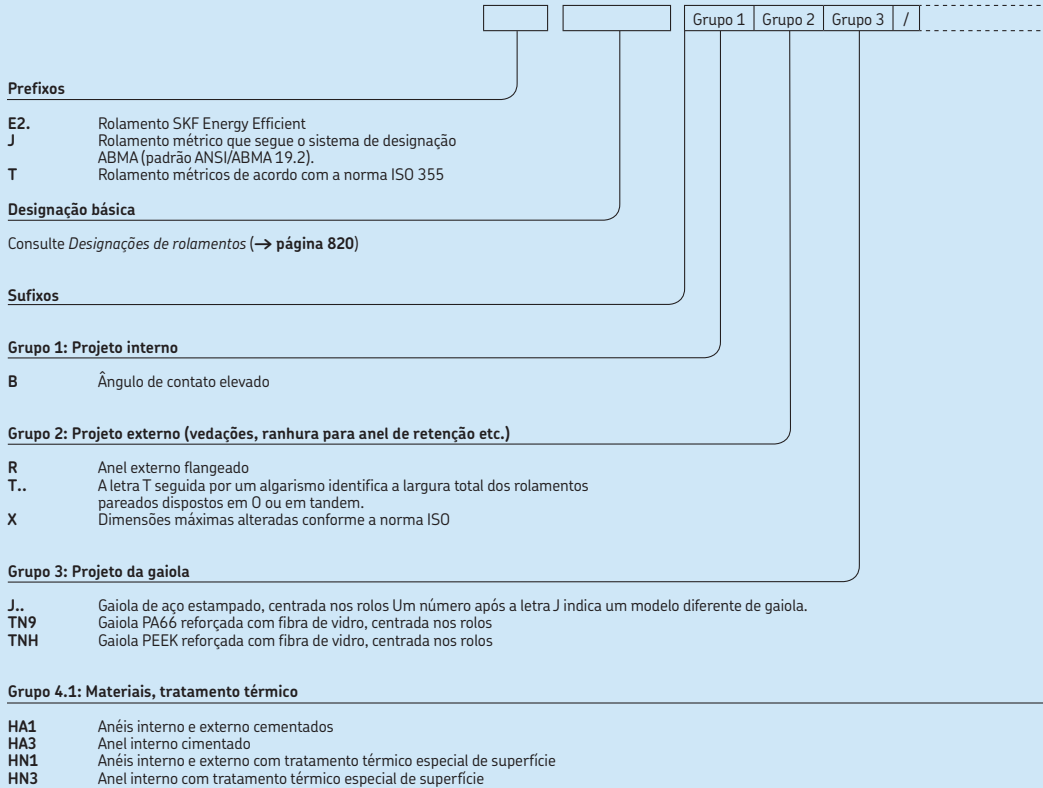 Grupo 1 Grupo 2 Grupo 3 /
Prefixos
E2. Rolamento SKF Energy Efficient
J Rolamento métrico que segue o sistema de designação
ABMA (padrão ANSI/ABMA 19.2).
T Rolamento métricos de acordo com a norma ISO 355
Designação básica
Consulte Designações de rolamentos (→ página 820)
Sufixos
Grupo 1: Projeto interno
B Ângulo de contato elevado
Grupo 2: Projeto externo (vedações, ranhura para anel de retenção etc.)
R Anel externo flangeado
T.. A letra T seguida por um algarismo identifica a largura total dos rolamentos
pareados dispostos em O ou em tandem.
X Dimensões máximas alteradas conforme a norma ISO
Grupo 3: Projeto da gaiola
J.. Gaiola de aço estampado, centrada nos rolos Um número após a letra J indica um modelo diferente de gaiola.
TN9 Gaiola PA66 reforçada com fibra de vidro, centrada nos rolos
TNH Gaiola PEEK reforçada com fibra de vidro, centrada nos rolos
Grupo 4.1: Materiais, tratamento térmico
HA1 Anéis interno e externo cementados
HA3 Anel interno cimentado
HN1 Anéis interno e externo com tratamento térmico especial de superfície
HN3 Anel interno com tratamento térmico especial de superfície